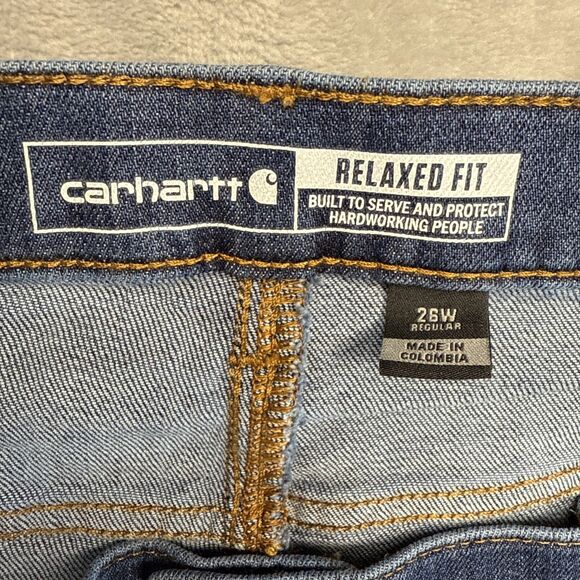 carhartt
RELAXED FIT
BUILT TO SERVE AND PROTECT
HARDWORKING PEOPLE
26W
REGULAR
MADE IN
COLOMBIA